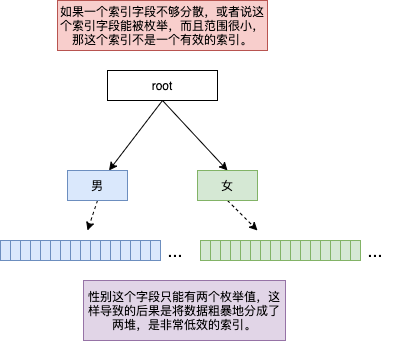 如果一个索引字段不够分散，或者说这
个索引字段能被枚举，而且范围很小，
那这个索引不是一个有效的索引。
root
男
女
...
...
性别这个字段只能有两个枚举值，这
样导致的后果是将数据粗暴地分成了
两堆，是非常低效的索引。